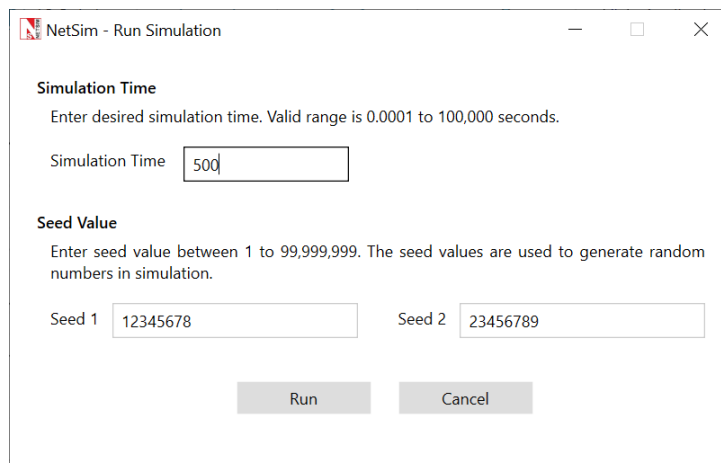 NetSim - Run Simulation
Simulation Time
Enter desired simulation time. Valid range is 0.0001 to 100,000 seconds.
Simulation Time 500
Seed Value
Enter seed value between 1 to 99,999,999. The seed values are used to generate random
numbers in simulation.
Seed 1 12345678 Seed 2 23456789
Run Cancel